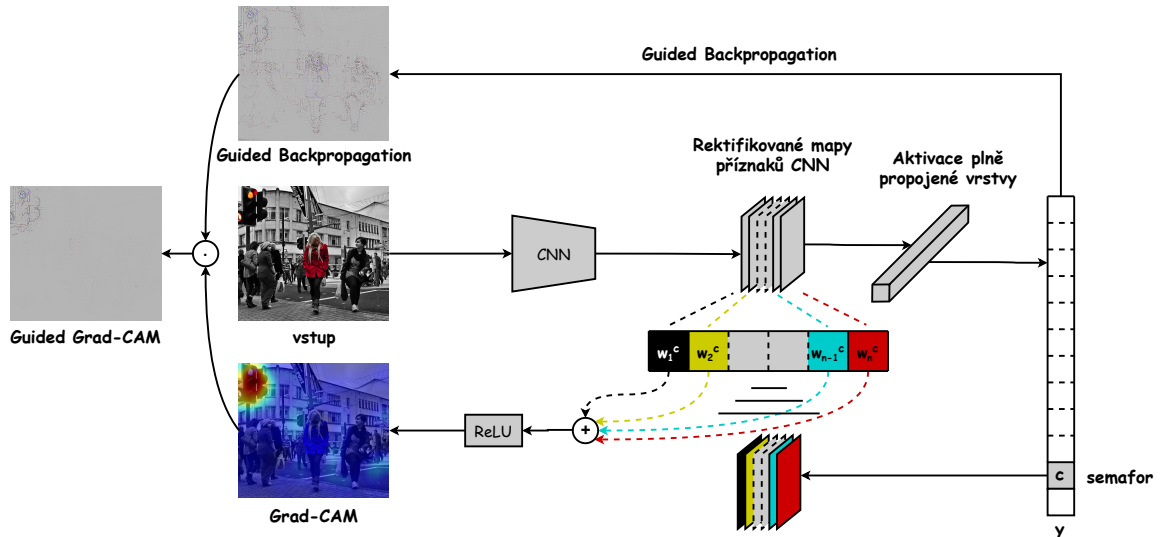 Guided Backpropagation
Guided Backpropagation
Rektifikované mapy
příznaků CNN
Aktivace plně
propojené vrstvy
CNN
Guided Grad-CAM
vstup
w₁ᶜ w₂ᶜ wₙ₋₁ᶜ wₙᶜ
ReLU
+
Grad-CAM
c
semafor
y